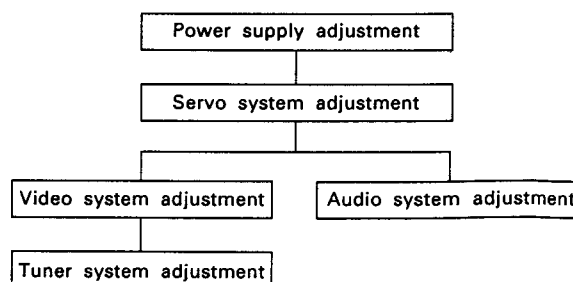 Power supply adjustment
Servo system adjustment
Video system adjustment
Audio system adjustment
Tuner system adjustment